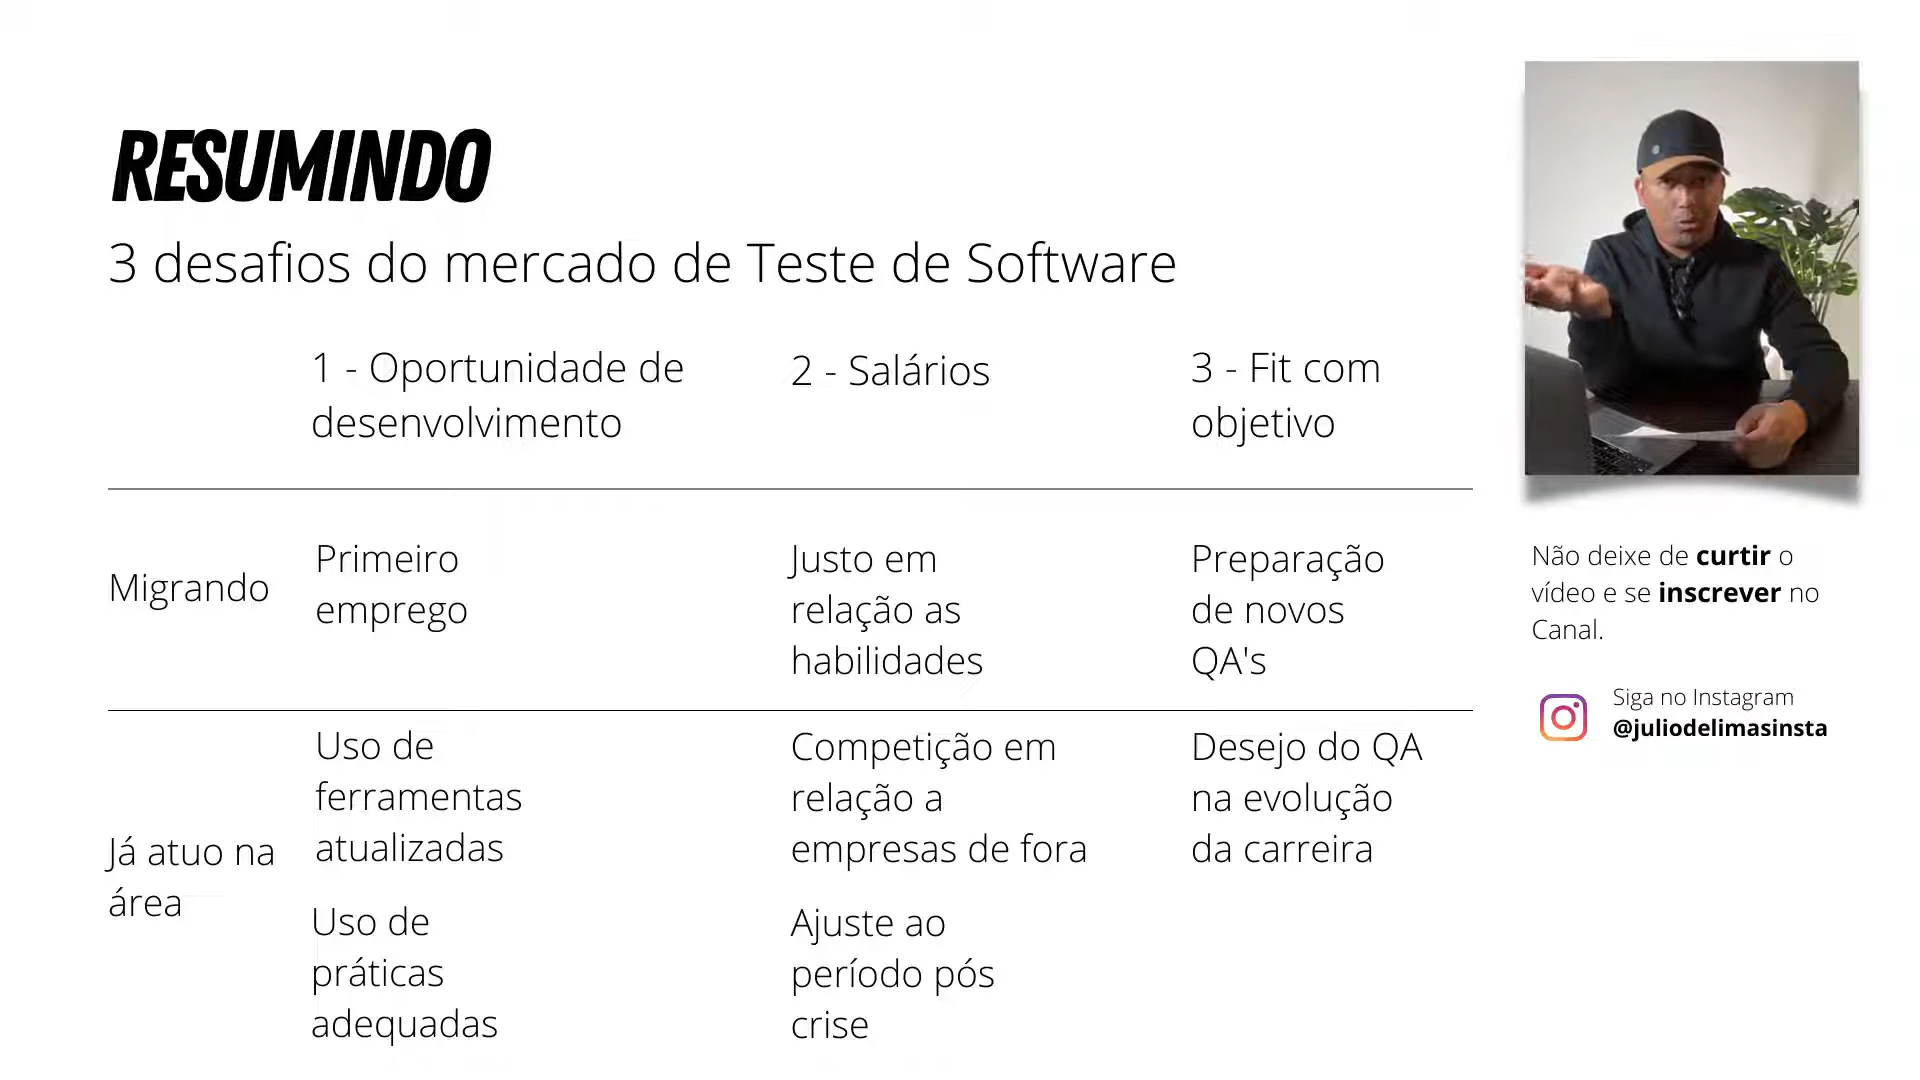 RESUMINDO
3 desafios do mercado de Teste de Software
1 - Oportunidade de
desenvolvimento
2 - Salários
3 - Fit com
objetivo
Migrando
Primeiro
emprego
Justo em
relação as
habilidades
Preparação
de novos
QA's
Já atuo na
área
Uso de
ferramentas
atualizadas
Uso de
práticas
adequadas
Competição em
relação a
empresas de fora
Ajuste ao
período pós
crise
Desejo do QA
na evolução
da carreira
Não deixe de curtir o
vídeo e se inscrever no
Canal.
Siga no Instagram
@juliodelimasinsta